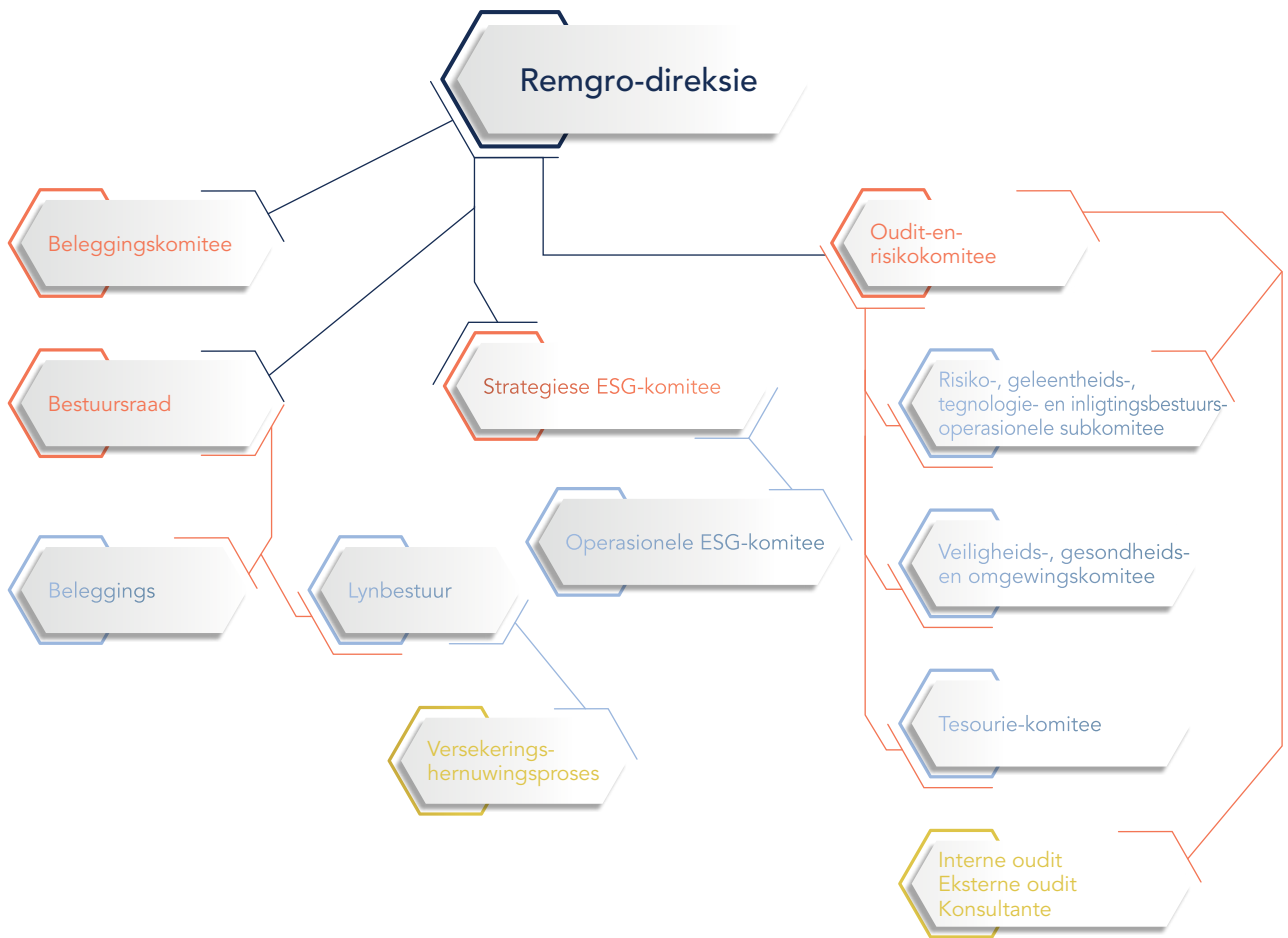 Remgro-direksie
Beleggingskomitee
Oudit-en-
risikokomitee
Bestuursraad
Strategiese ESG-komitee
Risiko-, geleentheids-,
tegnologie- en inligtingsbestuurs-
operasionele subkomitee
Beleggings
Lynbestuur
Operasionele ESG-komitee
Veiligheids-, gesondheids-
en omgewingskomitee
Versekerings-
hernuwingsproses
Tesourie-komitee
Interne oudit
Eksterne oudit
Konsultante